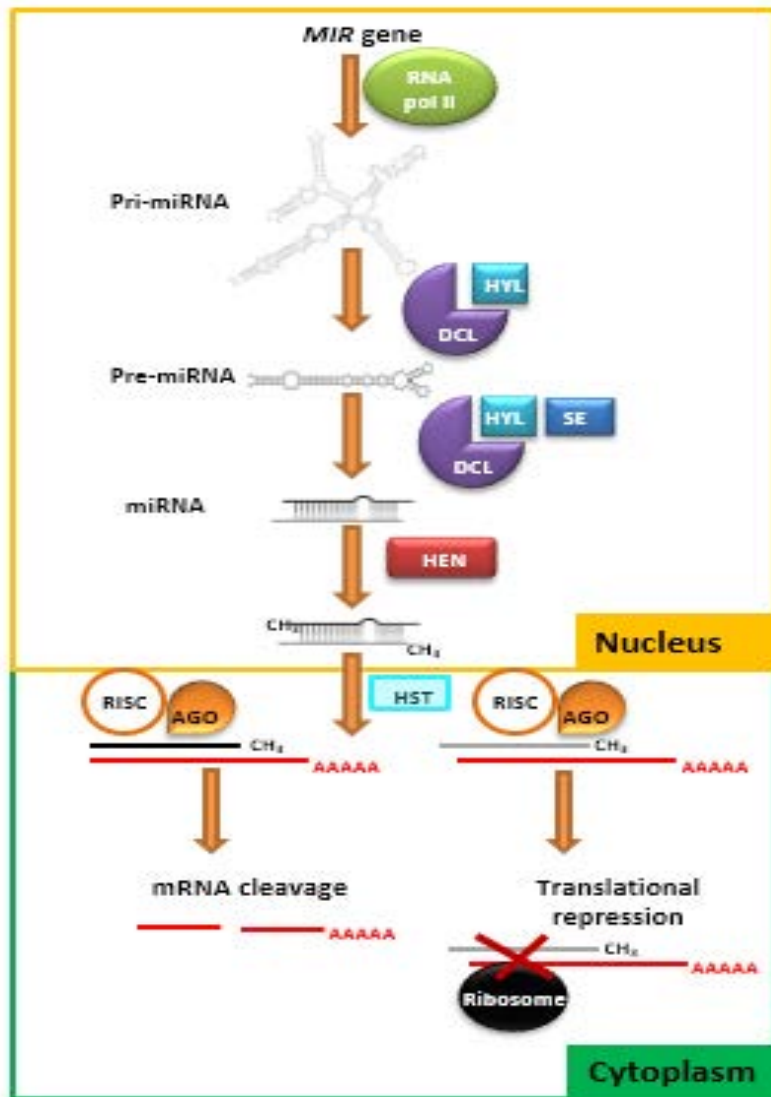 MIR gene
RNA
pol II
Pri-miRNA
HYL
DCL
Pre-miRNA
HYL
SE
DCL
miRNA
HEN
CH₃
CH₃
Nucleus
HST
RISC
AGO
CH₃
AAAAA
RISC
AGO
CH₃
AAAAA
mRNA cleavage
AAAAA
Translational
repression
CH₃
AAAAA
Ribosome
Cytoplasm